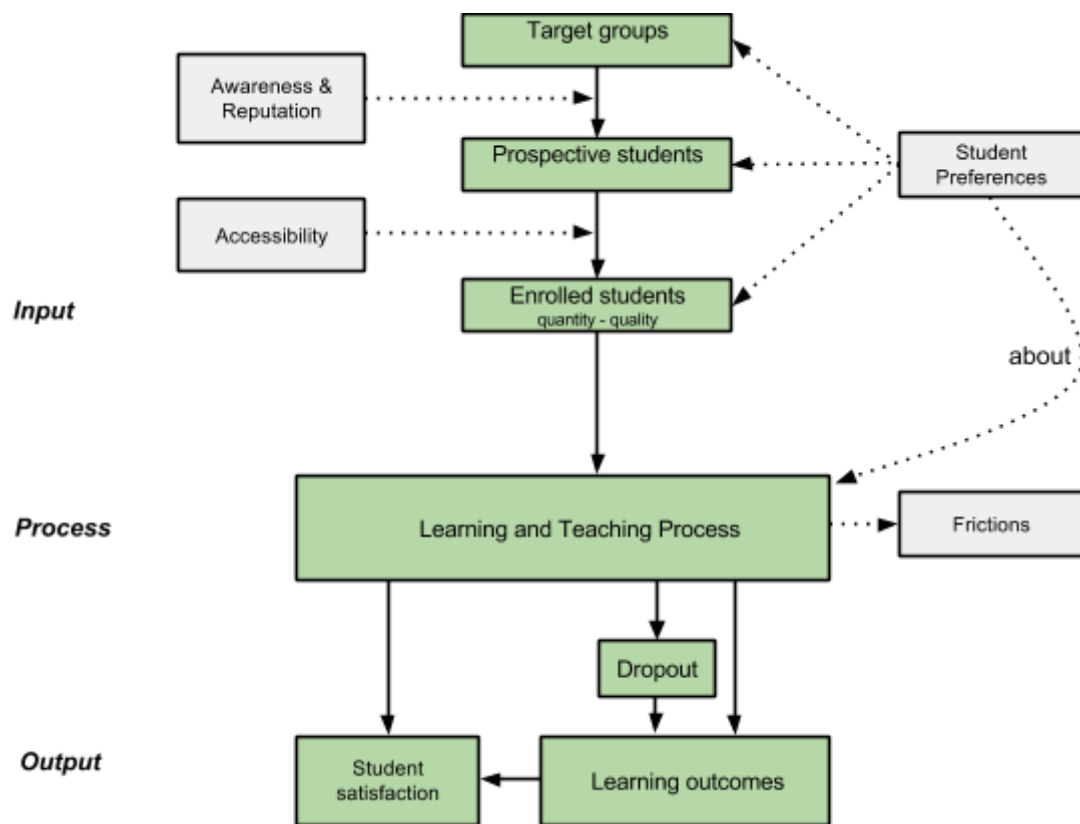 Target groups
Awareness &
Reputation
Prospective students
Student
Preferences
Accessibility
Enrolled students
quantity - quality
Input
about
Process
Learning and Teaching Process
Frictions
Dropout
Output
Student
satisfaction
Learning outcomes